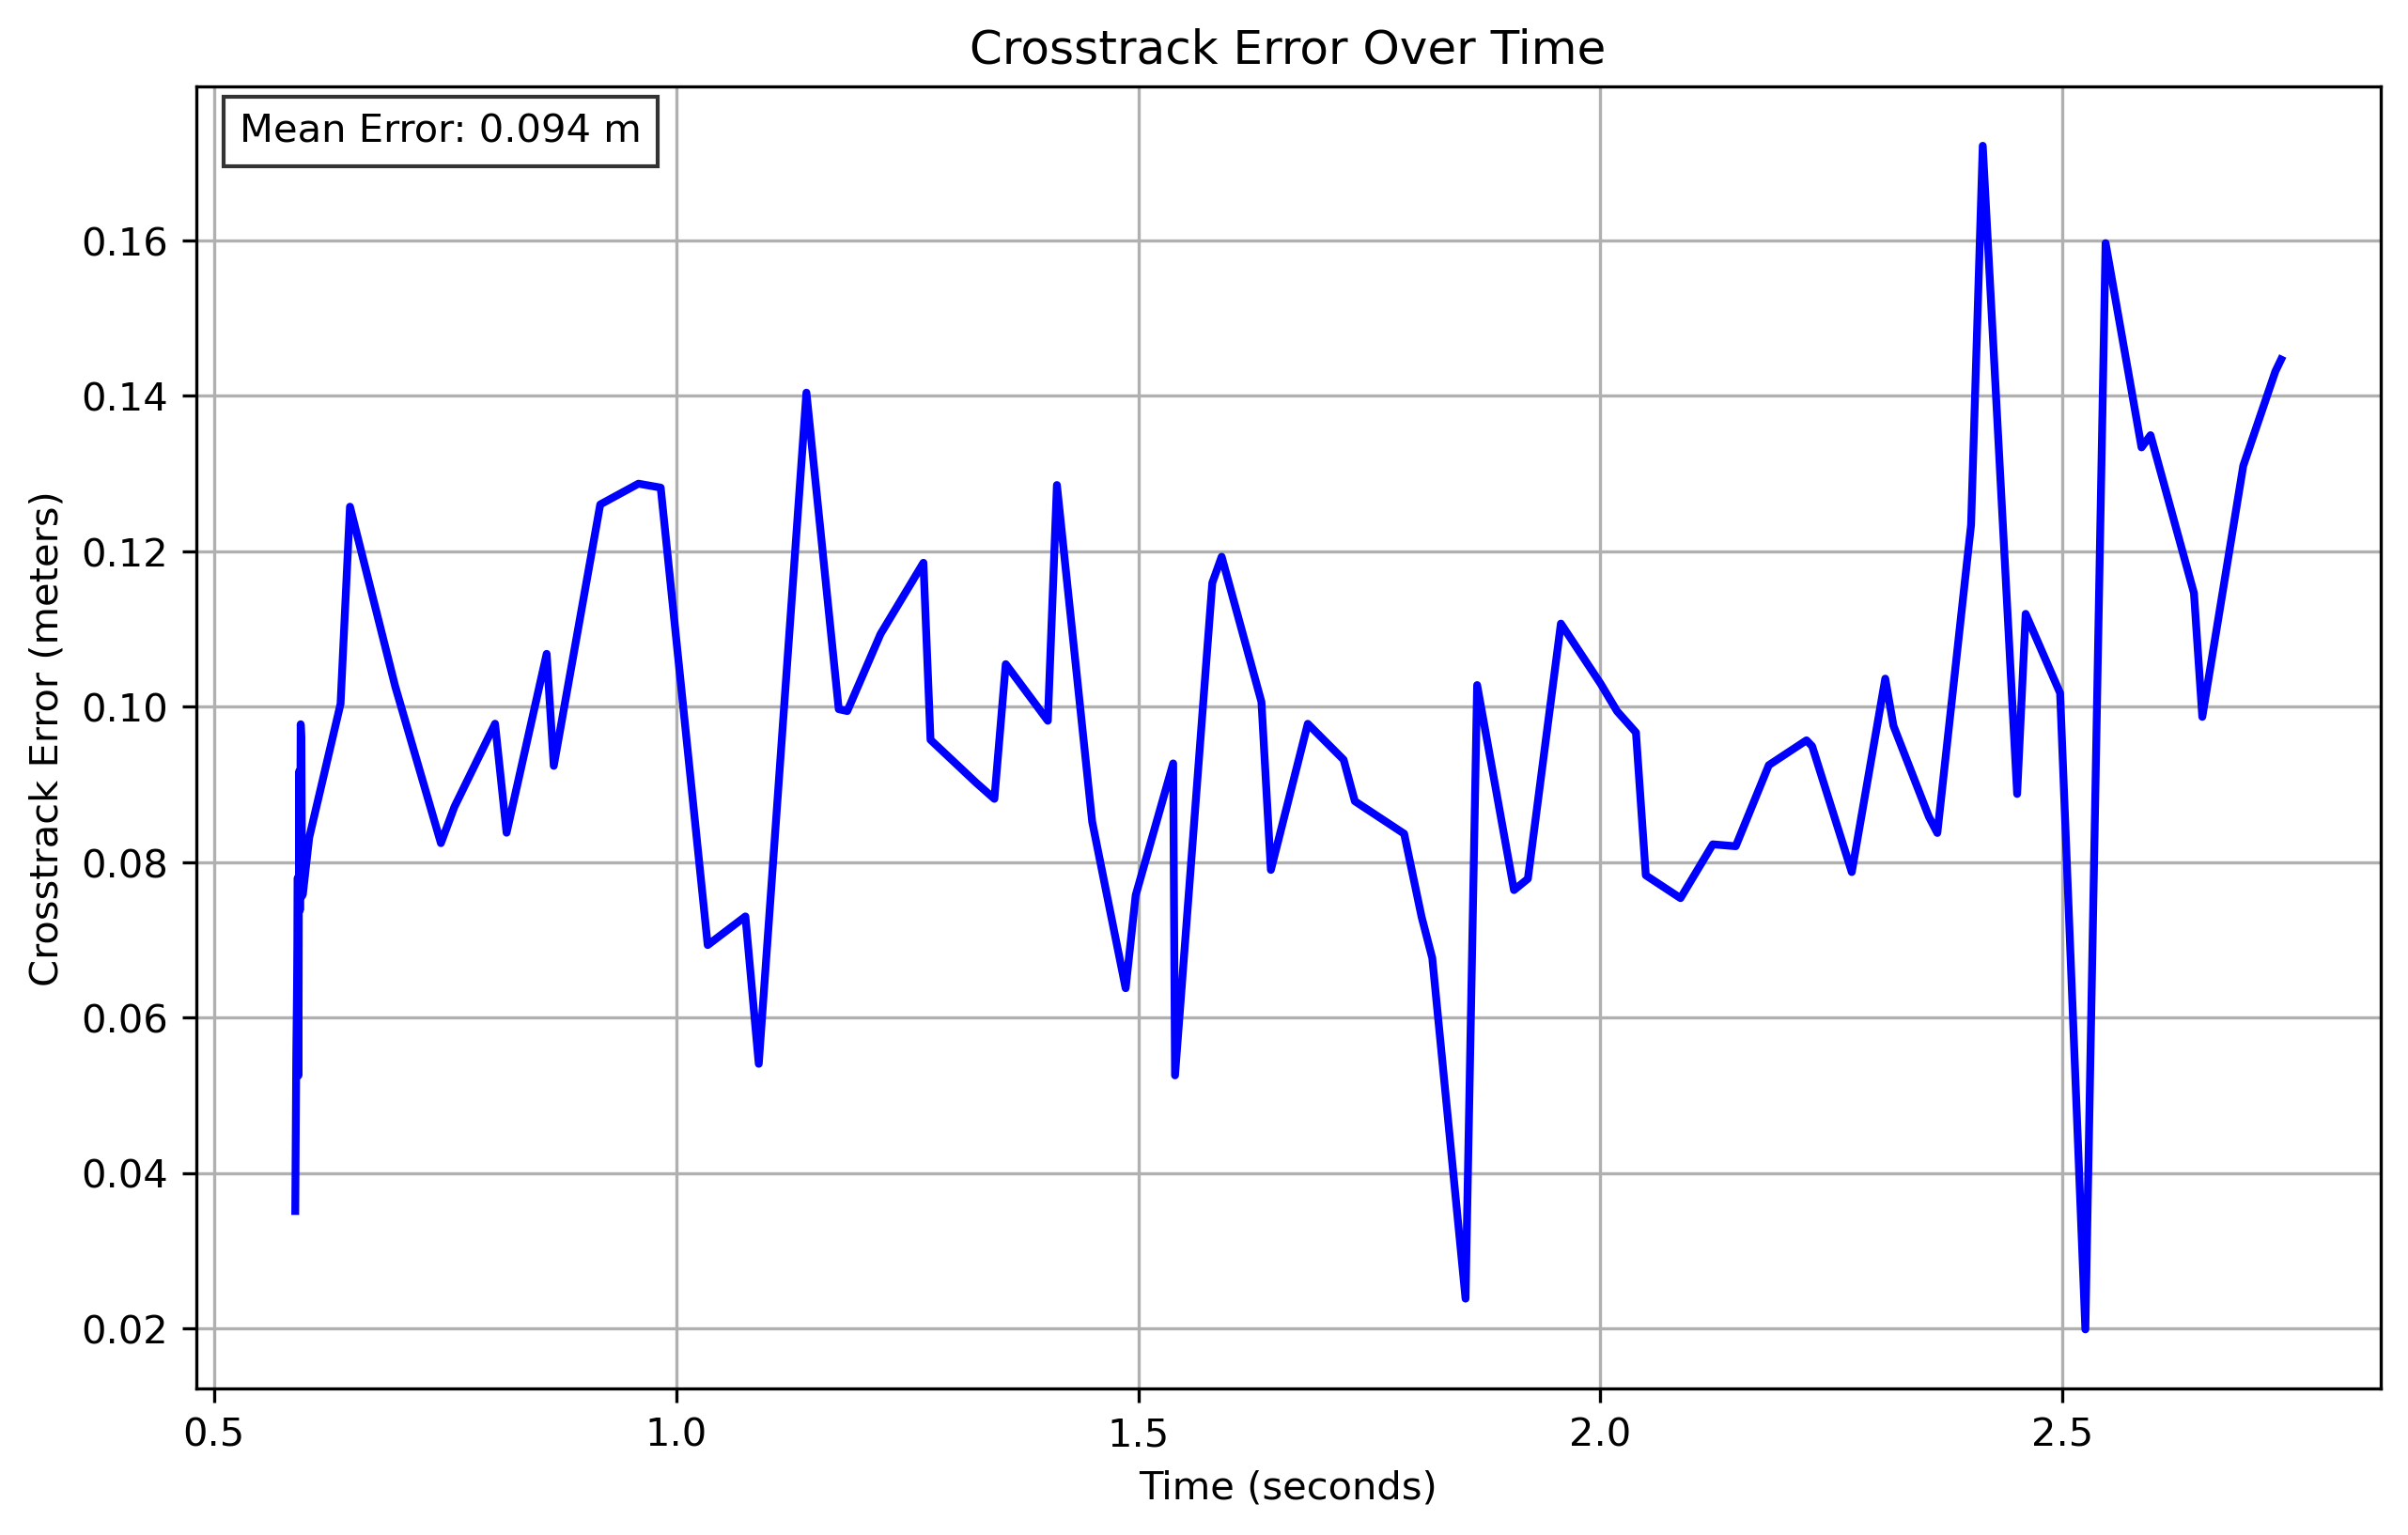 Crosstrack Error Over Time
Mean Error: 0.094 m
Crosstrack Error (meters)
0.16
0.14
0.12
0.10
0.08
0.06
0.04
0.02
0.5 1.0 1.5 2.0 2.5
Time (seconds)